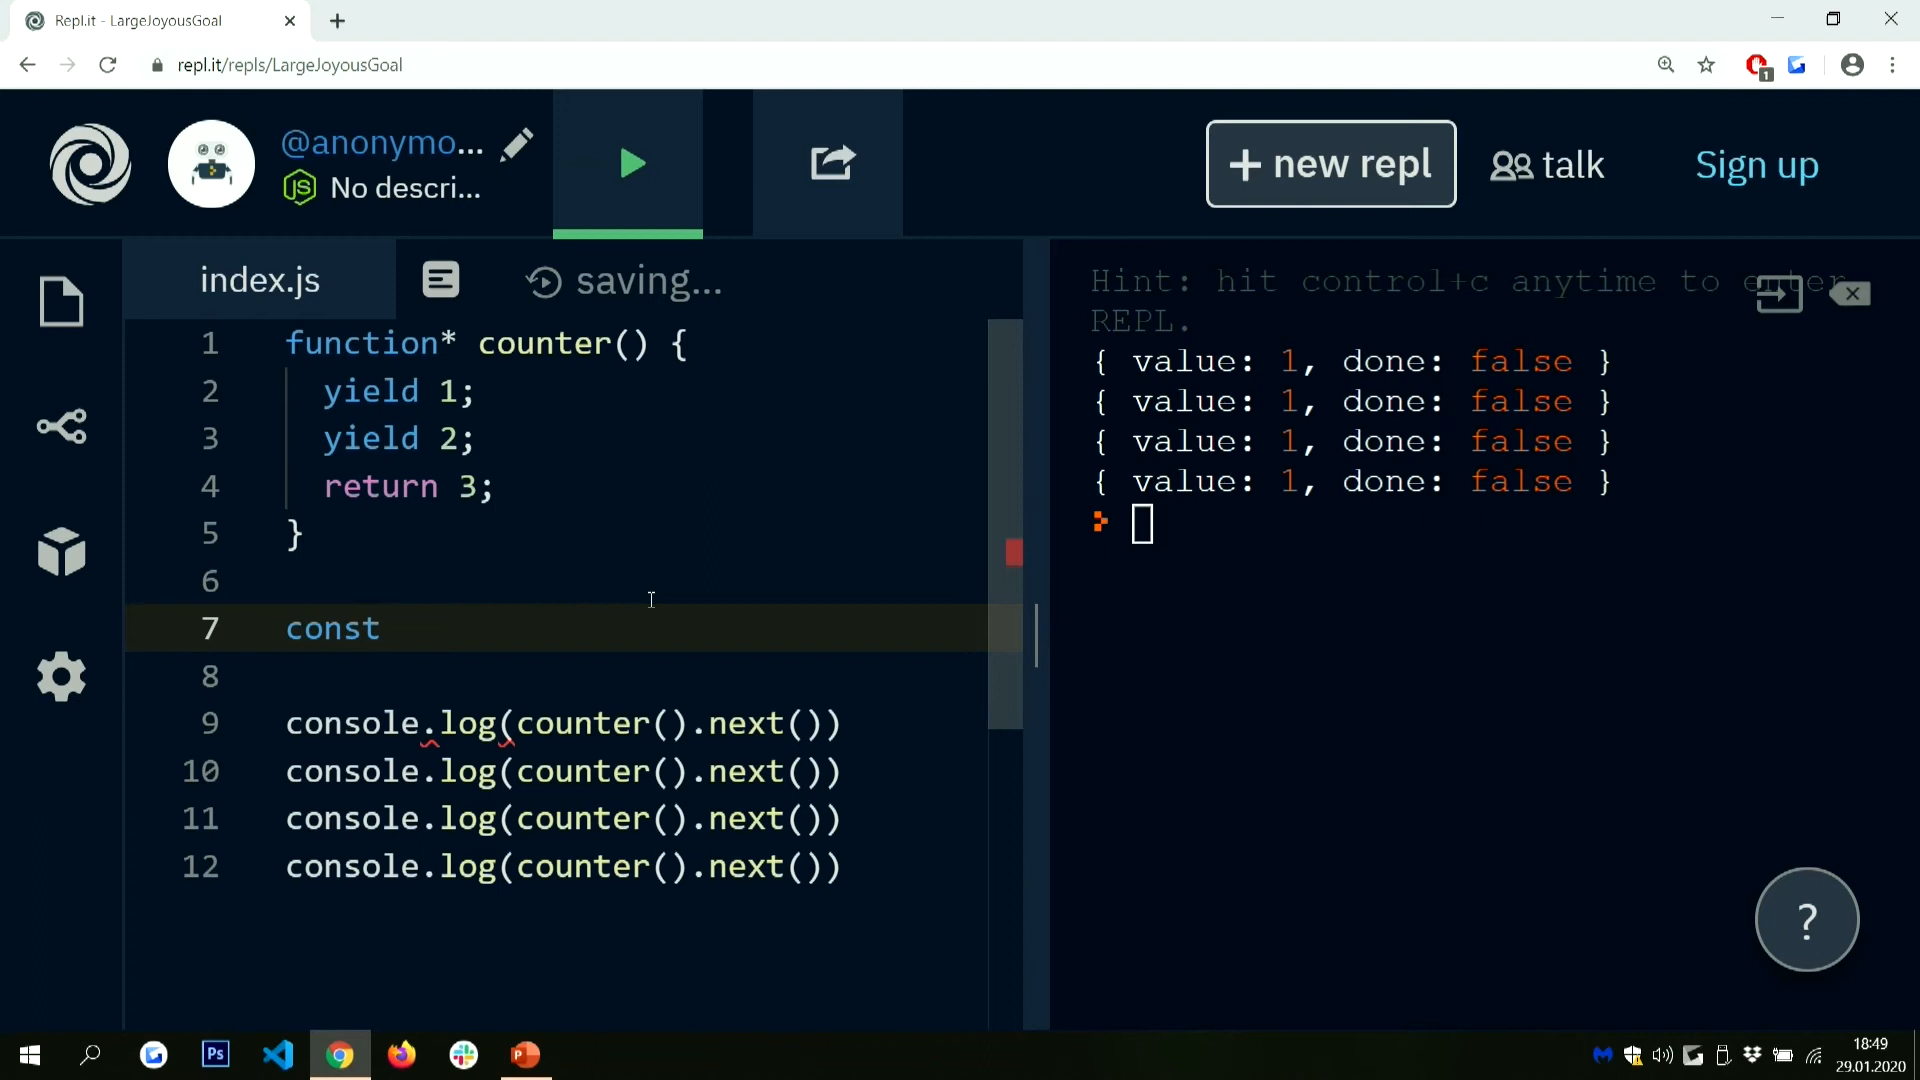 Repl.it - LargeJoyousGoal
repl.it/repls/LargeJoyousGoal
1
@anonymo...
JS No descri...
+ new repl
talk
Sign up
index.js
saving...
1 function* counter() {
2 yield 1;
3 yield 2;
4 return 3;
5 }
6
7 const
8
9 console.log(counter().next())
10 console.log(counter().next())
11 console.log(counter().next())
12 console.log(counter().next())
Hint: hit control+c anytime to enter
REPL.
{ value: 1, done: false }
{ value: 1, done: false }
{ value: 1, done: false }
{ value: 1, done: false }
?
Ps
18:49
29.01.2020